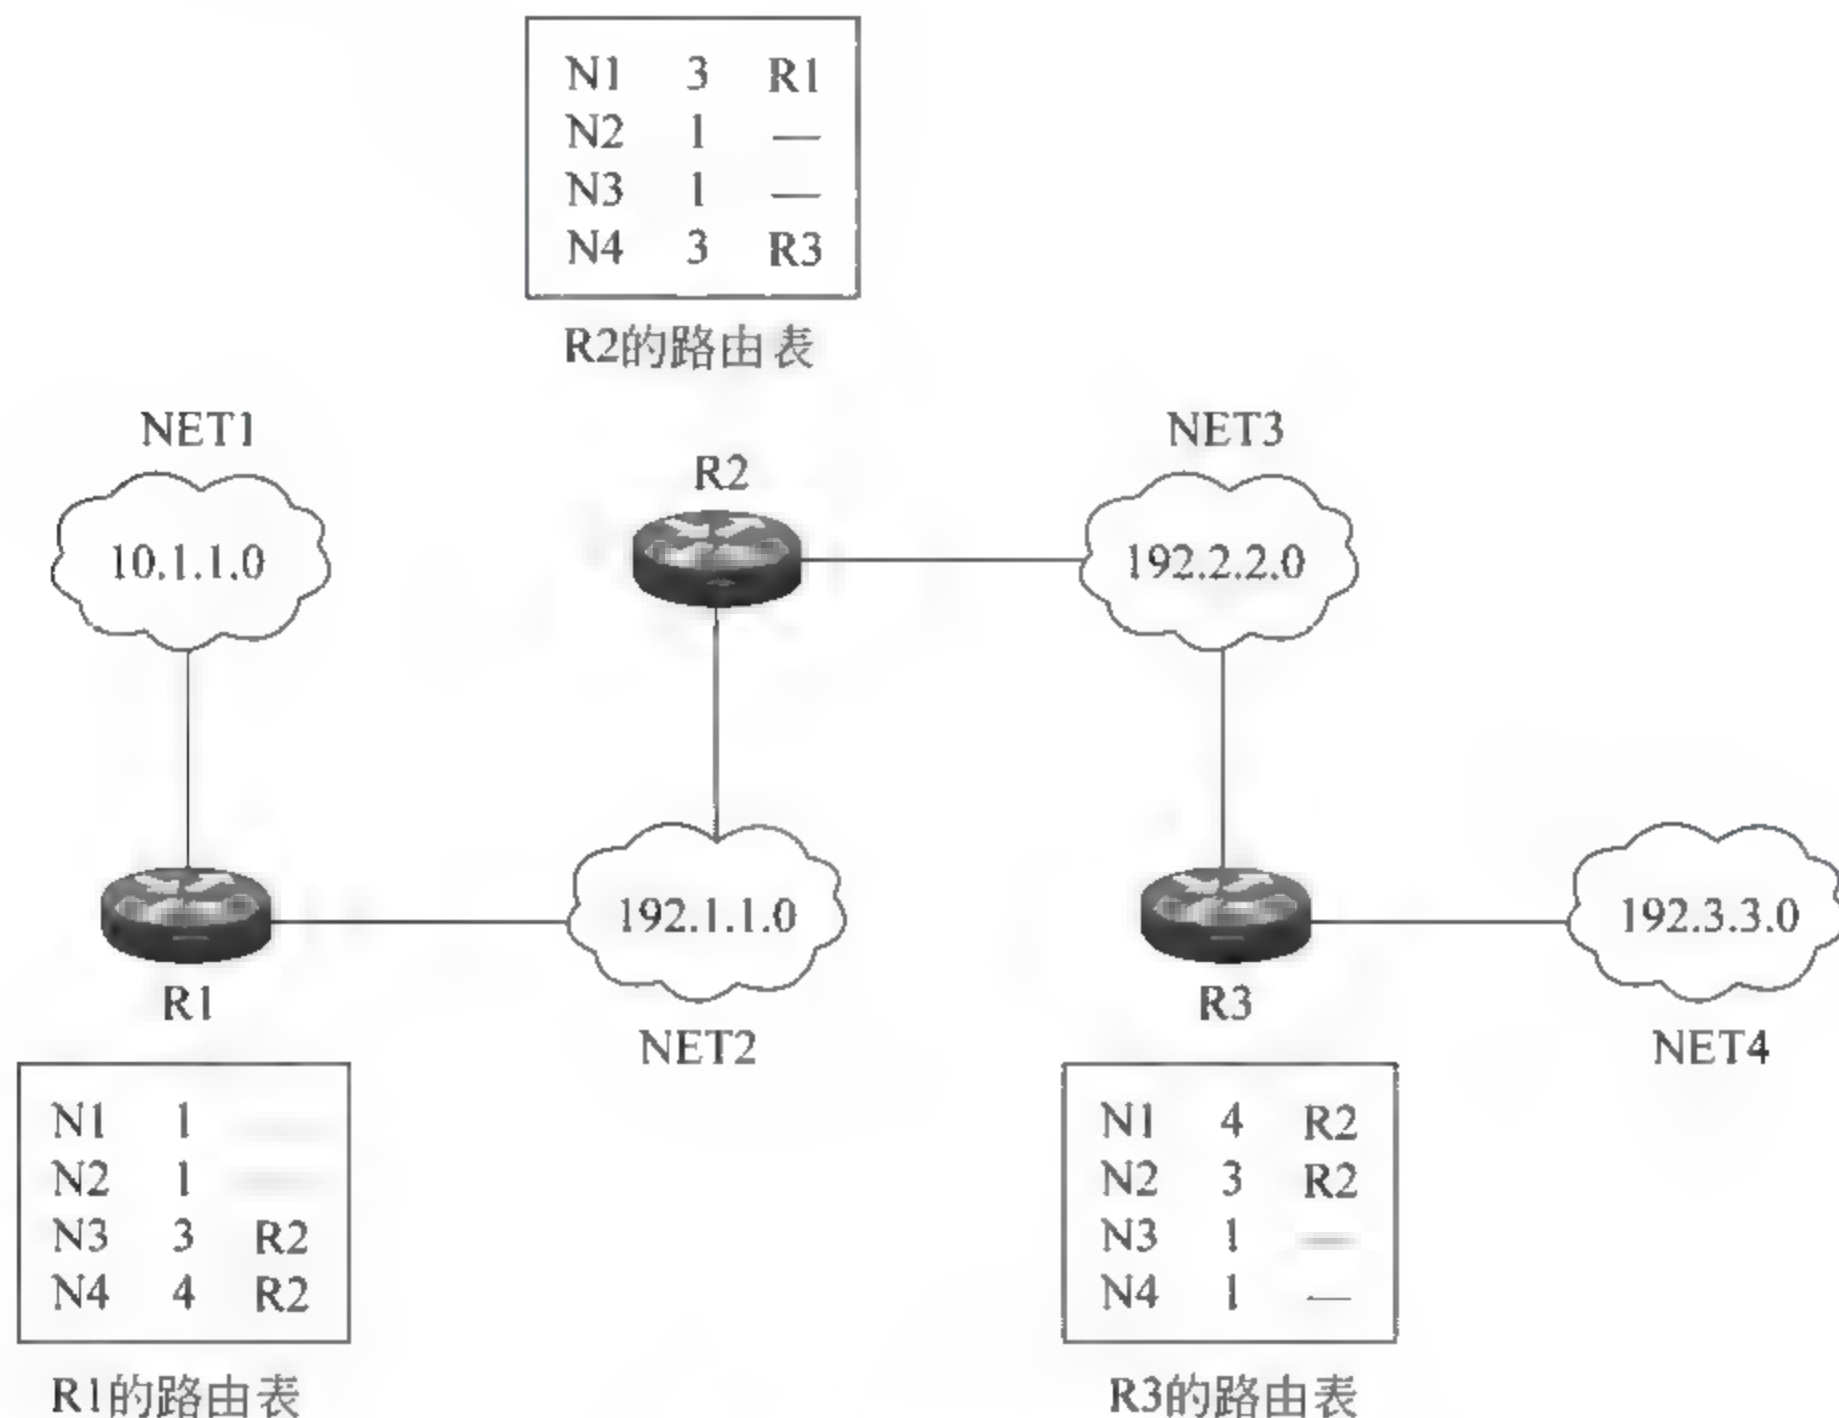 N1 3 R1
N2 1 —
N3 1 —
N4 3 R3
R2的路由表
NET1
NET3
R2
10.1.1.0
192.2.2.0
192.1.1.0
192.3.3.0
R1
R3
NET2
NET4
N1 1 —
N2 1 —
N3 3 R2
N4 4 R2
R1的路由表
N1 4 R2
N2 3 R2
N3 1 —
N4 1 —
R3的路由表